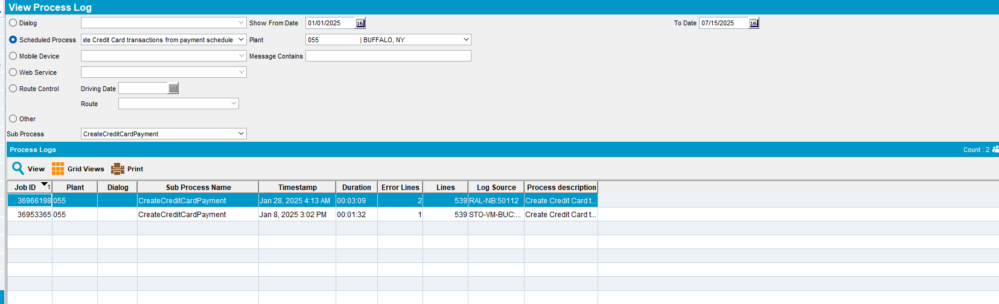 View Process Log
Dialog Show From Date 01/01/2025 16 To Date 07/15/2025 16
Scheduled Process ate Credit Card transactions from payment schedule Plant 055 | BUFFALO, NY
Mobile Device Message Contains
Web Service
Route Control Driving Date 16
Route
Other
Sub Process CreateCreditCardPayment
Process Logs Count : 2
View Grid Views Print
Job ID 1 Plant Dialog Sub Process Name Timestamp Duration Error Lines Lines Log Source Process description
36966198 055 CreateCreditCardPayment Jan 28, 2025 4:13 AM 00:03:09 2 539 RAL-NB:50112 Create Credit Card t...
36953365 055 CreateCreditCardPayment Jan 8, 2025 3:02 PM 00:01:32 1 539 STO-VM-BUC:... Create Credit Card t...